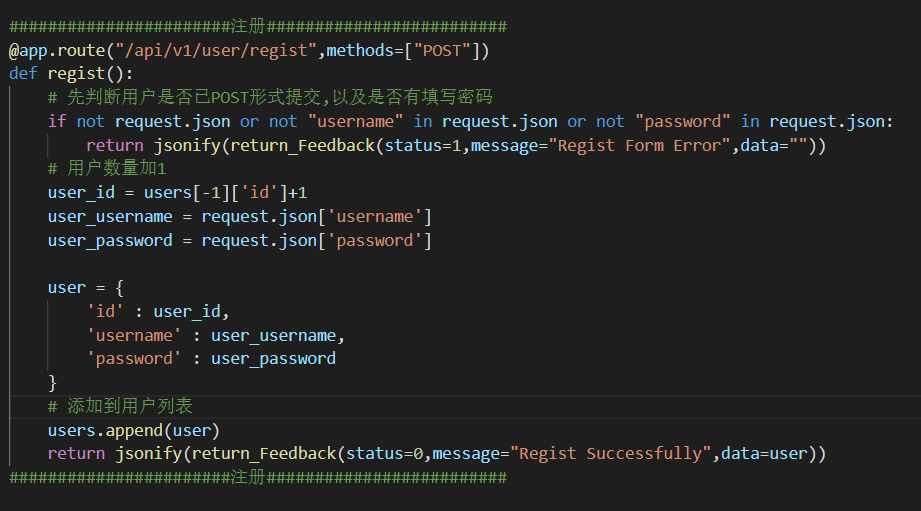 #######################注册#########################
@app.route("/api/v1/user/regist",methods=["POST"])
def regist():
    # 先判断用户是否已POST形式提交,以及是否有填写密码
    if not request.json or not "username" in request.json or not "password" in request.json:
        return jsonify(return_Feedback(status=1,message="Regist Form Error",data=""))
    # 用户数量加1
    user_id = users[-1]['id']+1
    user_username = request.json['username']
    user_password = request.json['password']

    user = {
        'id' : user_id,
        'username' : user_username,
        'password' : user_password
    }
    # 添加到用户列表
    users.append(user)
    return jsonify(return_Feedback(status=0,message="Regist Successfully",data=user))
#######################注册#########################